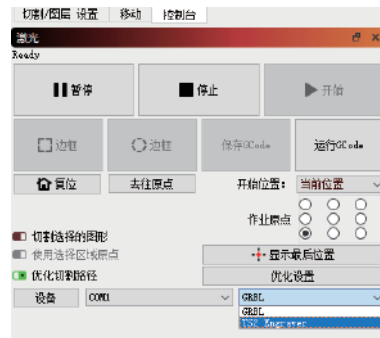 切割/图层 设置 移动 控制台
激光
Ready
暂停 停止 开始
边框 边框 保存GCode 运行GCode
复位 去往原点 开始位置: 当前位置
作业原点
切割选择的图形
使用选择区域原点 显示最后位置
优化切割路径 优化设置
设备 COM1 GRBL
GRBL
TS2 Engraver